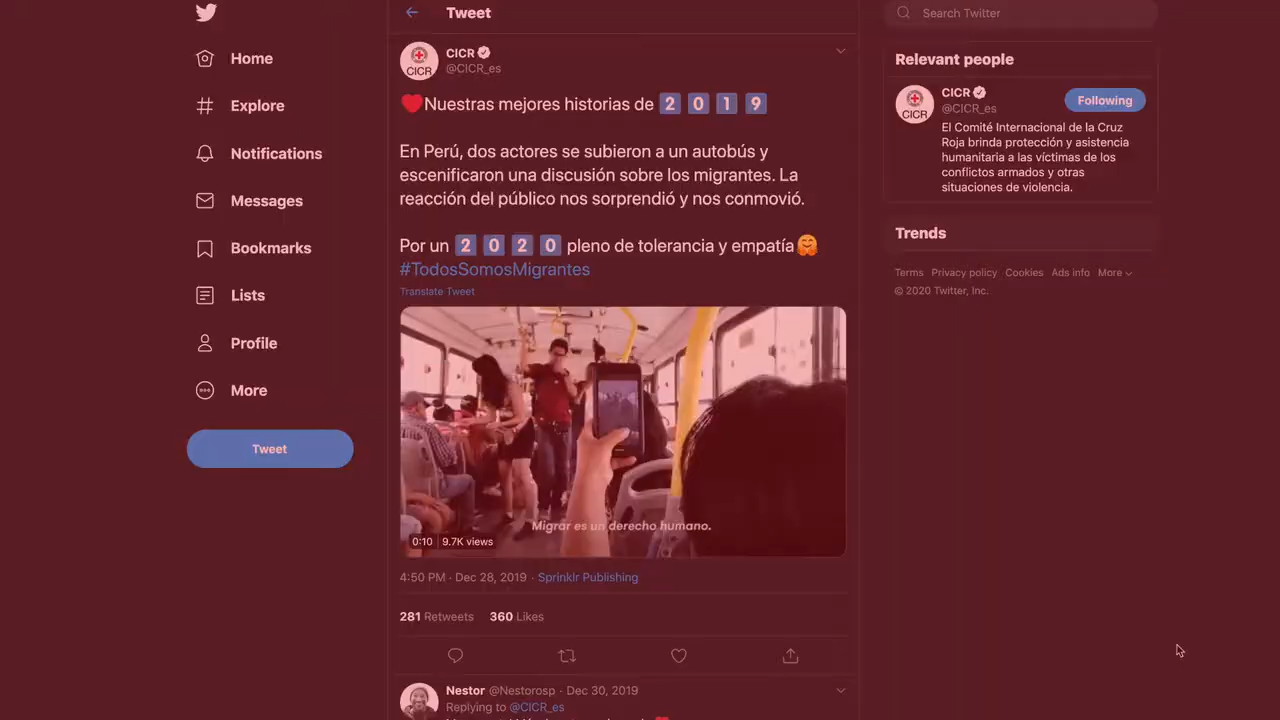 Home
Explore
Notifications
Messages
Bookmarks
Lists
Profile
More
Tweet
Tweet
CICR
CICR
@CICR_es
❤️Nuestras mejores historias de 2 0 1 9
En Perú, dos actores se subieron a un autobús y
escenificaron una discusión sobre los migrantes. La
reacción del público nos sorprendió y nos conmovió.
Por un 2 0 2 0 pleno de tolerancia y empatía🤗
#TodosSomosMigrantes
Translate Tweet
Migrar es un derecho humano.
0:10 9.7K views
4:50 PM · Dec 28, 2019 · Sprinklr Publishing
281 Retweets 360 Likes
Nestor @Nestorosp · Dec 30, 2019
Replying to @CICR_es
Search Twitter
Relevant people
CICR
CICR
@CICR_es
Following
El Comité Internacional de la Cruz
Roja brinda protección y asistencia
humanitaria a las víctimas de los
conflictos armados y otras
situaciones de violencia.
Trends
Terms Privacy policy Cookies Ads info More
© 2020 Twitter, Inc.